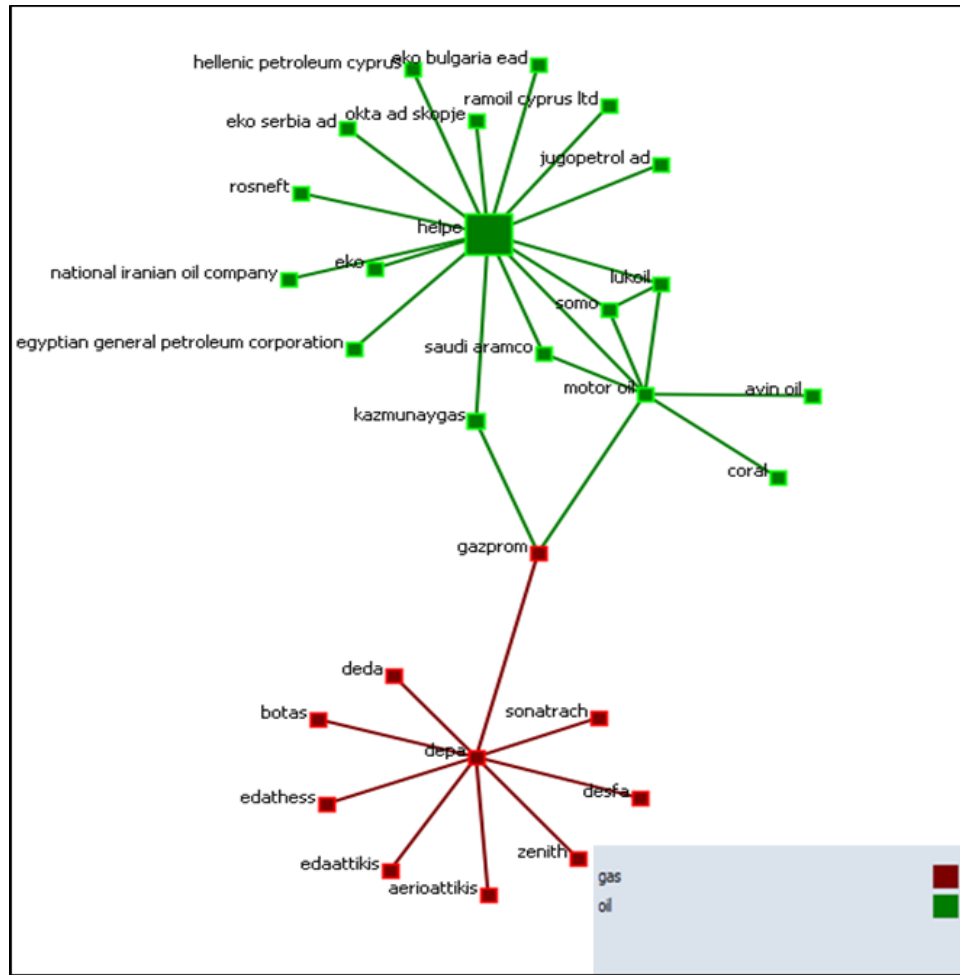 eko bulgaria ead
hellenic petroleum cyprus
ramoil cyprus ltd
okta ad skopje
eko serbia ad
jugopetrol ad
rosneft
helpe
eko
national iranian oil company
lukoil
somo
egyptian general petroleum corporation
saudi aramco
motor oil
avin oil
kazmunaygas
coral
gazprom
deda
botas
sonatrach
depa
edathess
desfa
zenith
edaattikis
aerioattikis
gas
oil